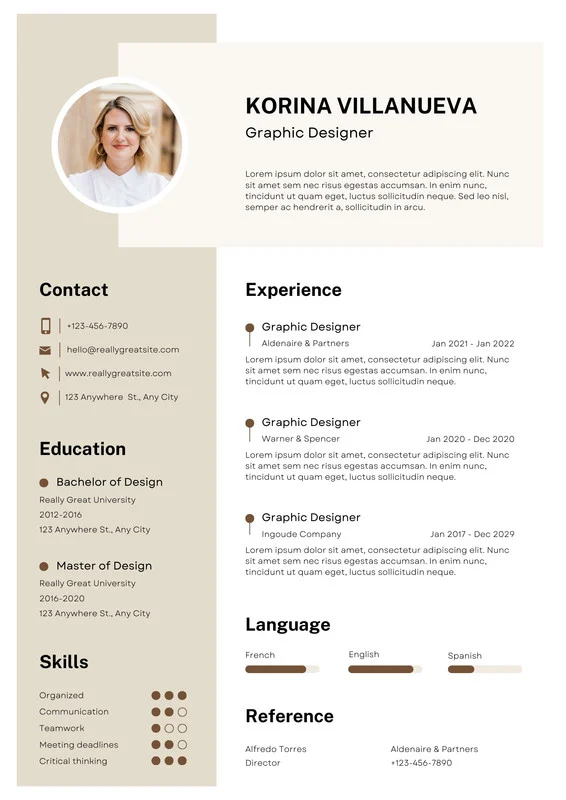 KORINA VILLANUEVA
Graphic Designer
Lorem ipsum dolor sit amet, consectetur adipiscing elit. Nunc
sit amet sem nec risus egestas accumsan. In enim nunc,
tincidunt ut quam eget, luctus sollicitudin neque. Sed leo nisl,
semper ac hendrerit a, sollicitudin in arcu.
Contact
+123-456-7890
hello@reallygreatsite.com
www.reallygreatsite.com
123 Anywhere St., Any City
Education
Bachelor of Design
Really Great University
2012-2016
123 Anywhere St., Any City
Master of Design
Really Great University
2016-2020
123 Anywhere St., Any City
Skills
Organized
Communication
Teamwork
Meeting deadlines
Critical thinking
Experience
Graphic Designer
Aldenaire & Partners Jan 2021 - Jan 2022
Lorem ipsum dolor sit amet, consectetur adipiscing elit. Nunc
sit amet sem nec risus egestas accumsan. In enim nunc,
tincidunt ut quam eget, luctus sollicitudin neque.
Graphic Designer
Warner & Spencer Jan 2020 - Dec 2020
Lorem ipsum dolor sit amet, consectetur adipiscing elit. Nunc
sit amet sem nec risus egestas accumsan. In enim nunc,
tincidunt ut quam eget, luctus sollicitudin neque.
Graphic Designer
Ingoude Company Jan 2017 - Dec 2029
Lorem ipsum dolor sit amet, consectetur adipiscing elit. Nunc
sit amet sem nec risus egestas accumsan. In enim nunc,
tincidunt ut quam eget, luctus sollicitudin neque.
Language
French English Spanish
Reference
Alfredo Torres Aldenaire & Partners
Director +123-456-7890